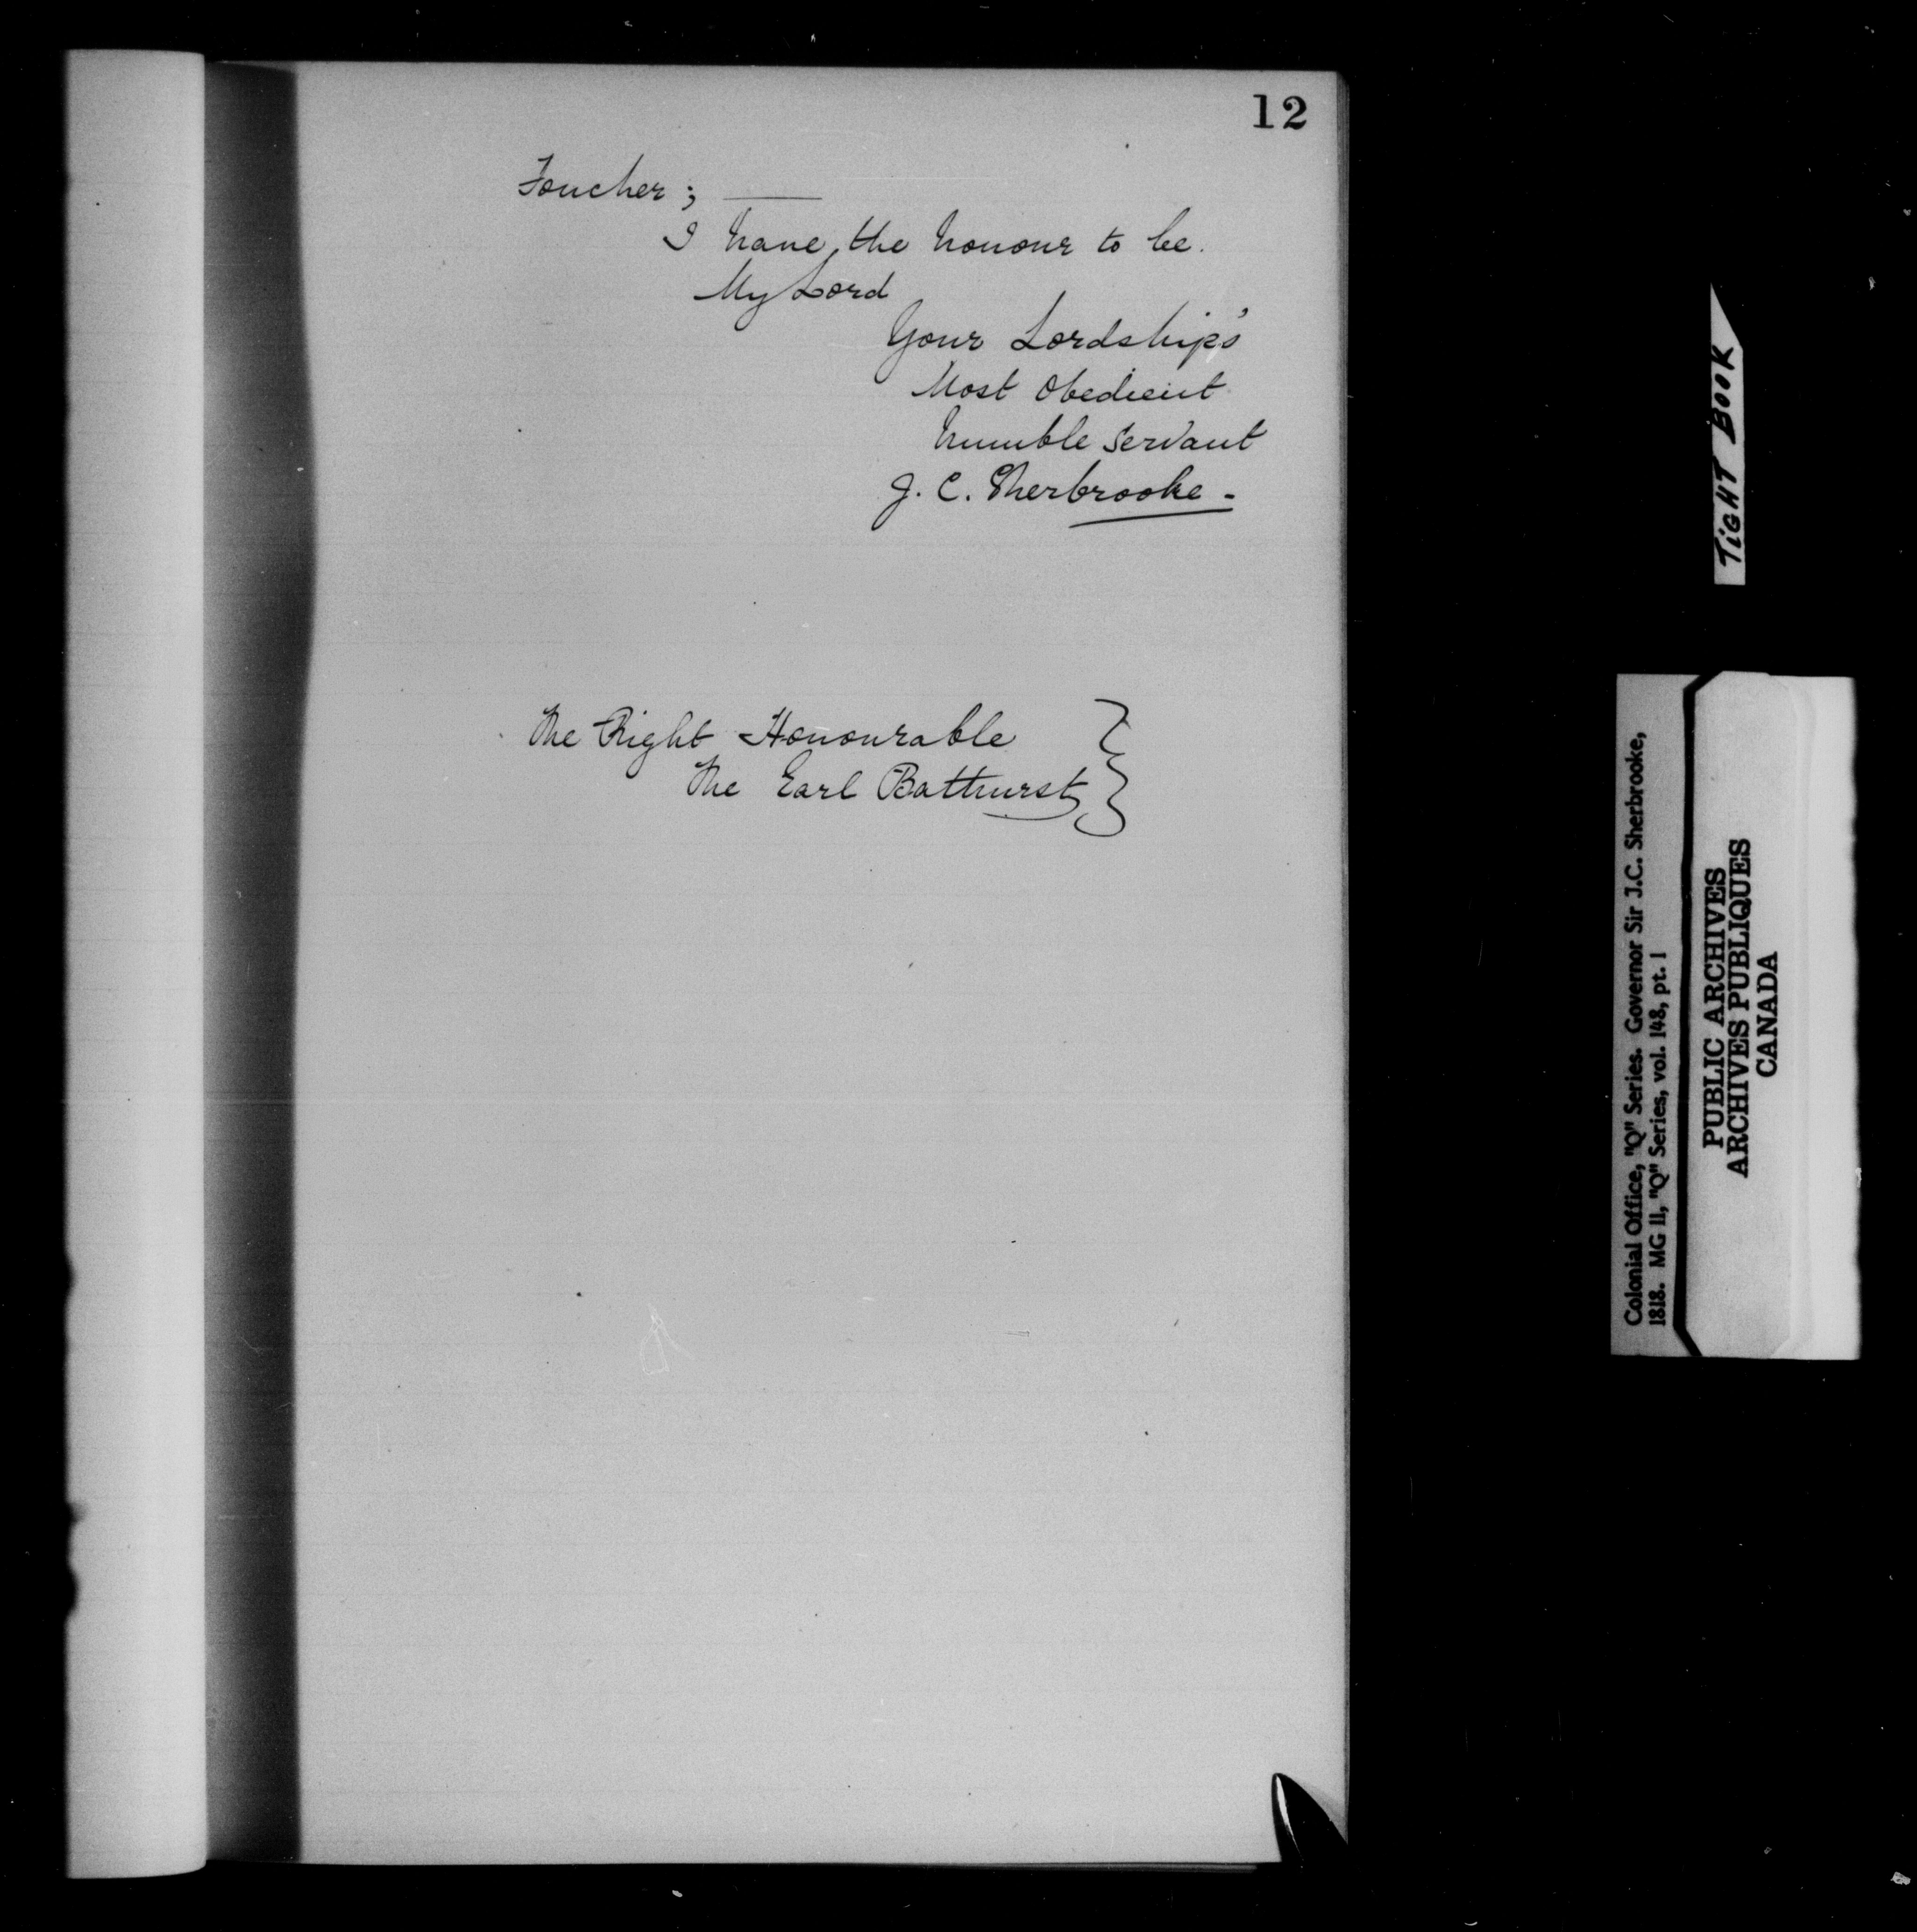 12
Foucher; —
I have the honour to be.
My Lord
Your Lordship's
Most Obedient
humble Servant
J. C. Sherbrooke -
The Right Honourable
The Earl Bathurst
TiGHT BOOK
Colonial Office, "Q" Series. Governor Sir J.C. Sherbrooke,
1818. MG 11, "Q" Series, vol. 148, pt. 1
PUBLIC ARCHIVES
ARCHIVES PUBLIQUES
CANADA